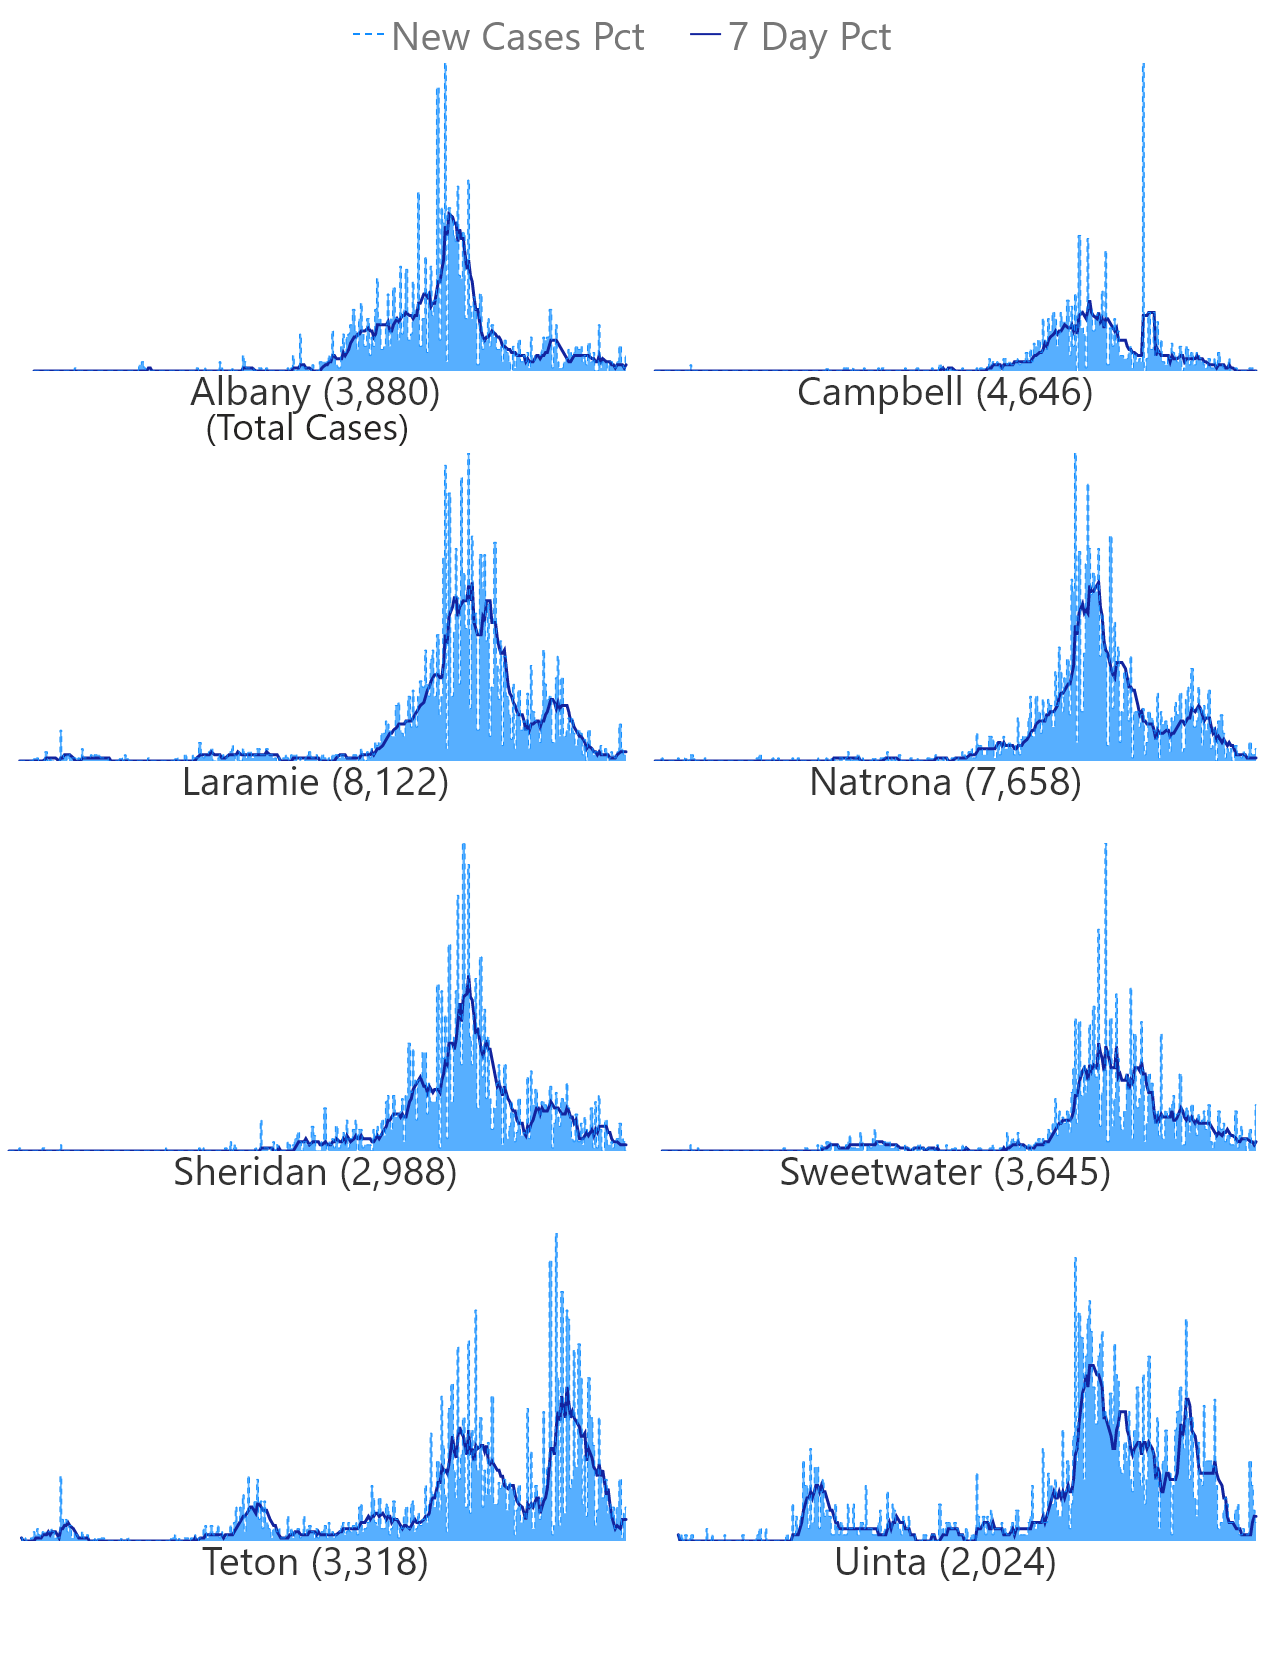 New Cases Pct 7 Day Pct
Albany (3,880) Campbell (4,646)
(Total Cases)
Laramie (8,122) Natrona (7,658)
Sheridan (2,988) Sweetwater (3,645)
Teton (3,318) Uinta (2,024)